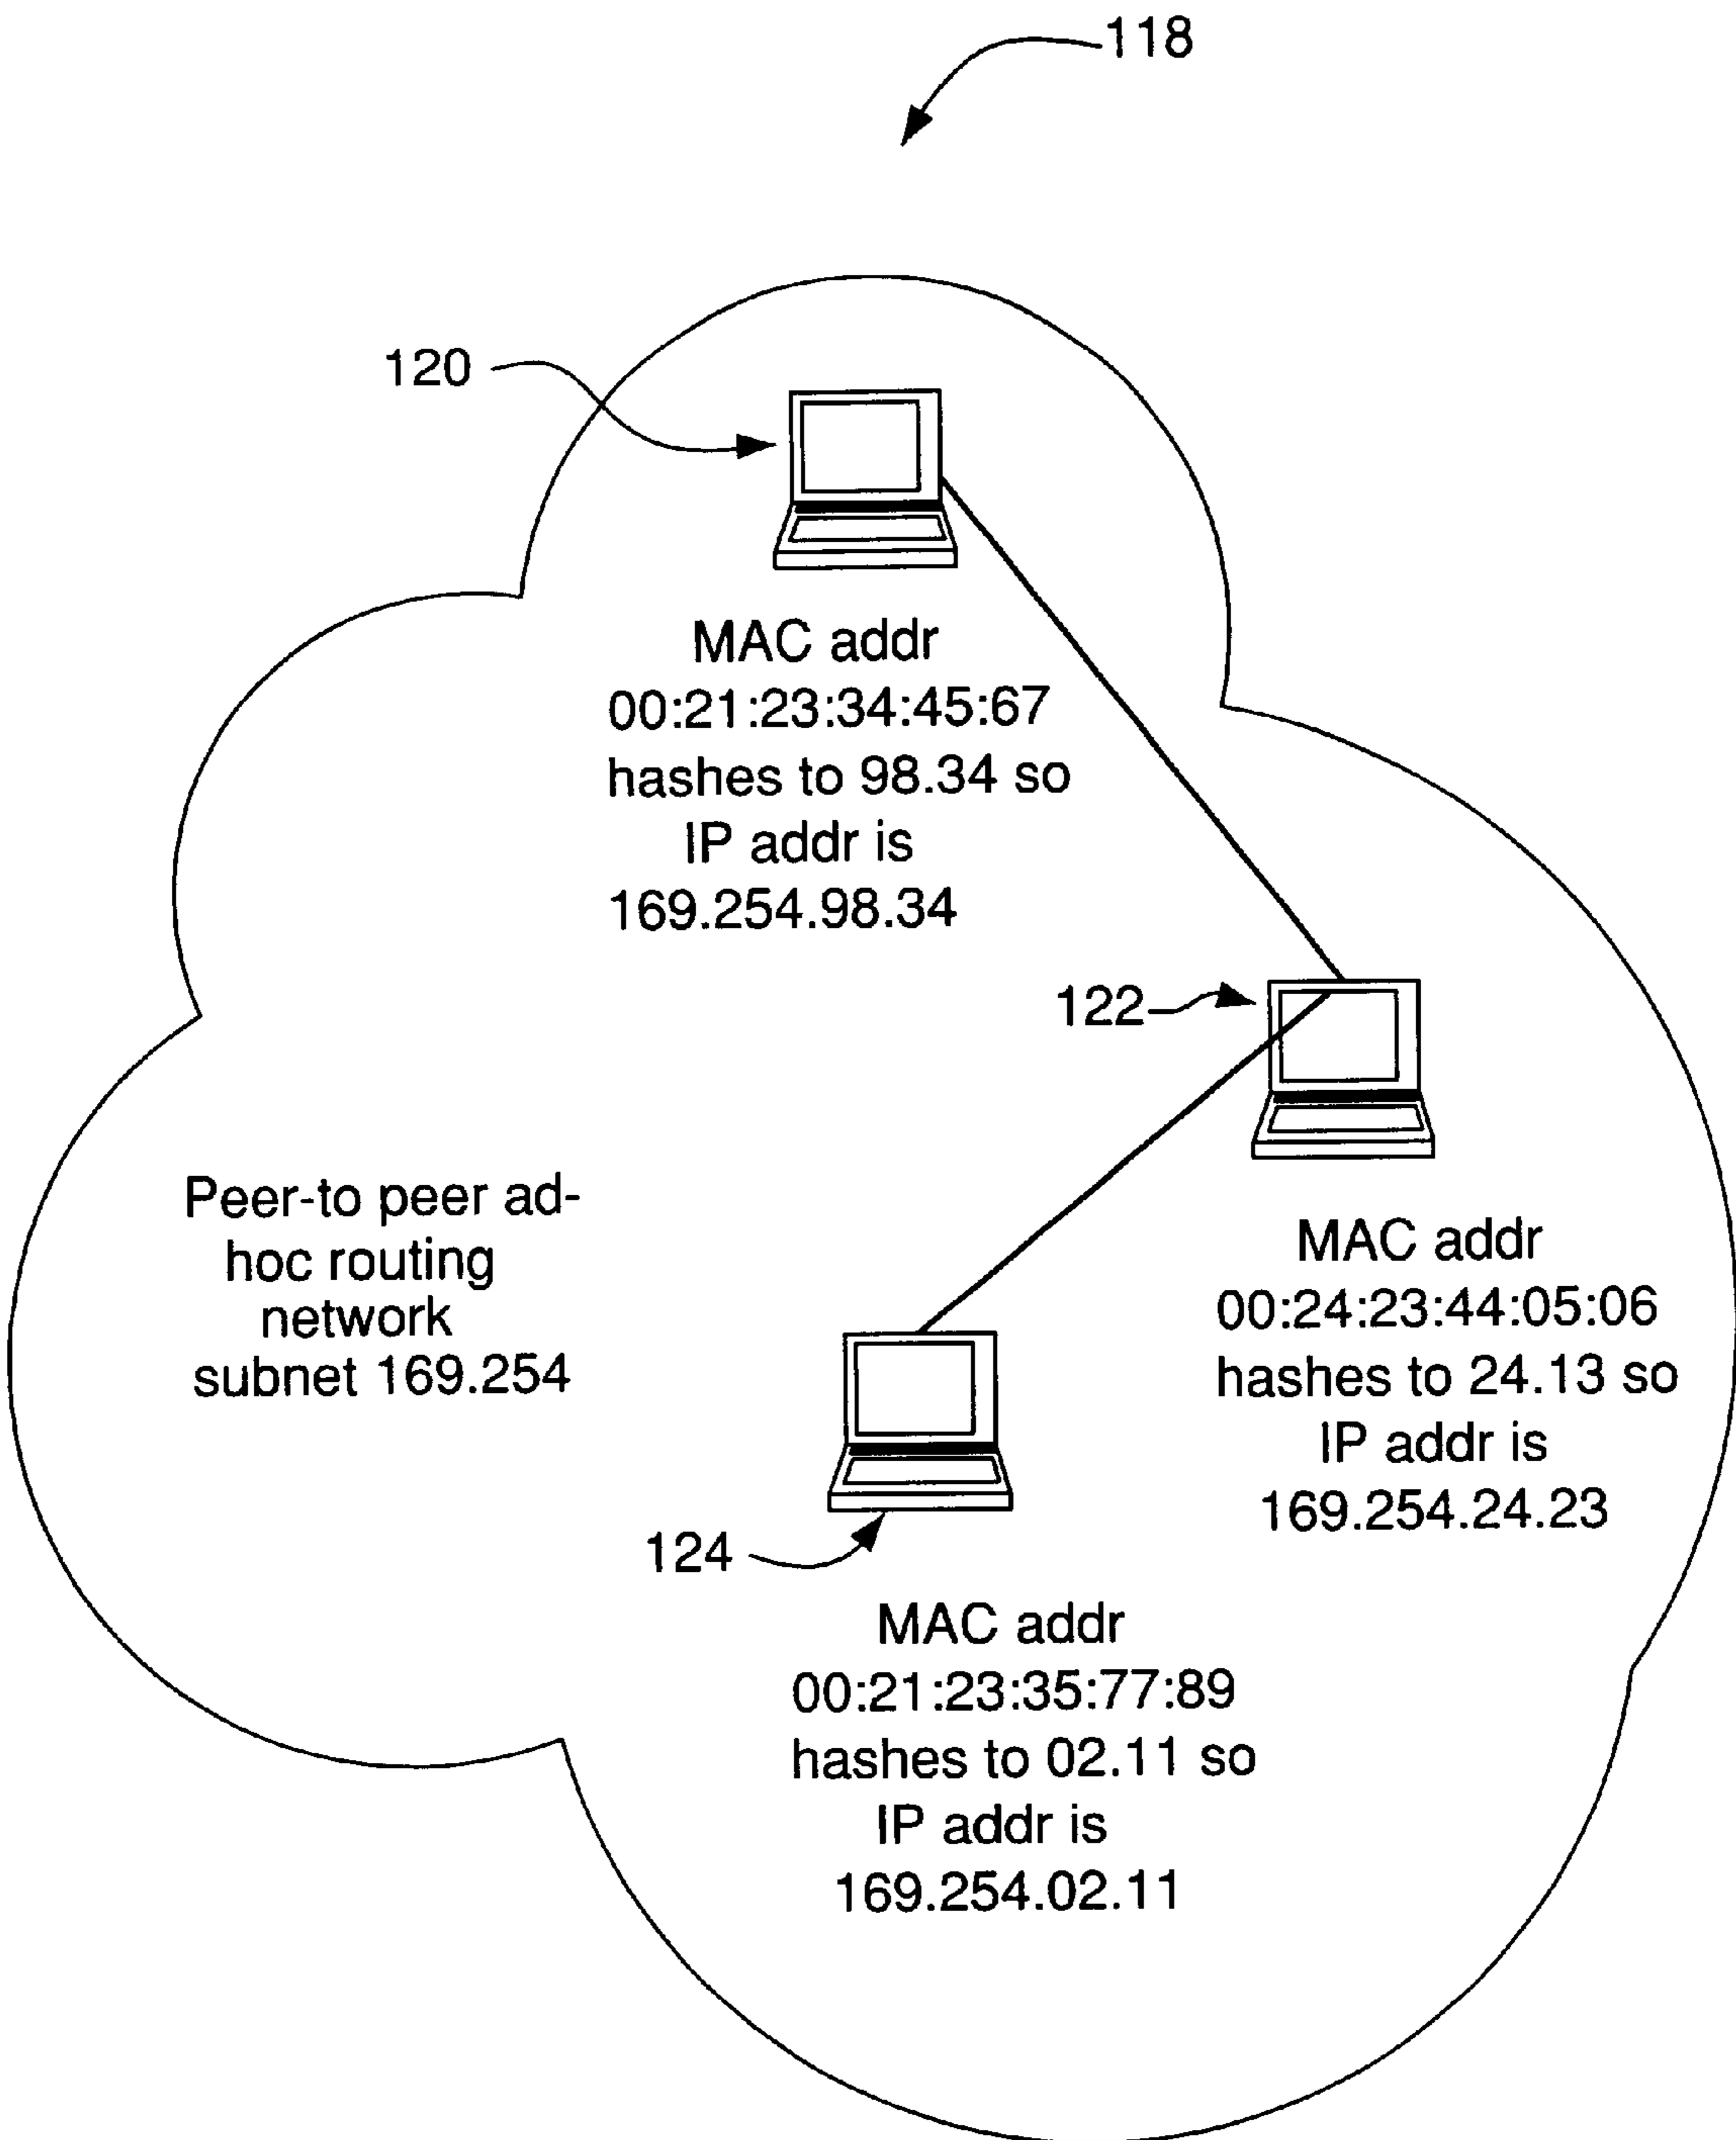 118
120
MAC addr
00:21:23:34:45:67
hashes to 98.34 so
IP addr is
169.254.98.34
122
Peer-to peer ad-
hoc routing
network
subnet 169.254
MAC addr
00:24:23:44:05:06
hashes to 24.13 so
IP addr is
169.254.24.23
124
MAC addr
00:21:23:35:77:89
hashes to 02.11 so
IP addr is
169.254.02.11